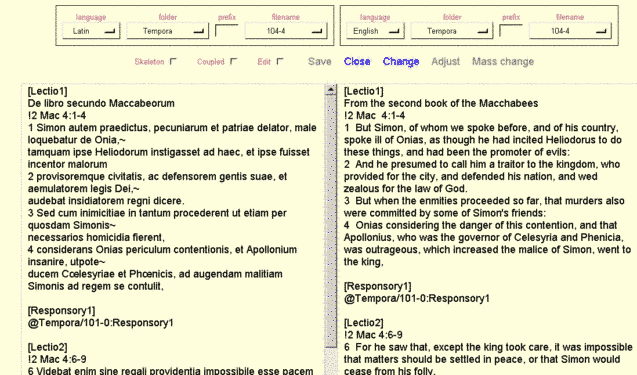 language folder prefix filename language folder prefix filename
Latin Tempora 104-4 English Tempora 104-4
Skeleton Coupled Edit Save Close Change Adjust Mass change
[Lectio1]
De libro secundo Maccabeorum
!2 Mac 4:1-4
1 Simon autem praedictus, pecuniarum et patriae delator, male
loquebatur de Onia,~
tamquam ipse Heliodorum instigasset ad haec, et ipse fuisset
incentor malorum
2 provisoremque civitatis, ac defensorem gentis suae, et
aemulatorem legis Dei,~
audebat insidiatorem regni dicere.
3 Sed cum inimicitiae in tantum procederent ut etiam per
quosdam Simonis~
necessarios homicidia fierent,
4 considerans Onias periculum contentionis, et Apollonium
insanire, utpote~
ducem Cœlesyriae et Phœnicis, ad augendam malitiam
Simonis ad regem se contulit,
[Responsory1]
@Tempora/101-0:Responsory1
[Lectio2]
!2 Mac 4:6-9
6 Videbat enim sine regali providentia impossibile esse pacem
[Lectio1]
From the second book of the Macchabees
!2 Mac 4:1-4
1 But Simon, of whom we spoke before, and of his country,
spoke ill of Onias, as though he had incited Heliodorus to do
these things, and had been the promoter of evils:
2 And he presumed to call him a traitor to the kingdom, who
provided for the city, and defended his nation, and wed
zealous for the law of God.
3 But when the enmities proceeded so far, that murders also
were committed by some of Simon's friends:
4 Onias considering the danger of this contention, and that
Apollonius, who was the governor of Celesyria and Phenicia,
was outrageous, which increased the malice of Simon, went to
the king,
[Responsory1]
@Tempora/101-0:Responsory1
[Lectio2]
!2 Mac 4:6-9
6 For he saw that, except the king took care, it was impossible
that matters should be settled in peace, or that Simon would
cease from his folly.